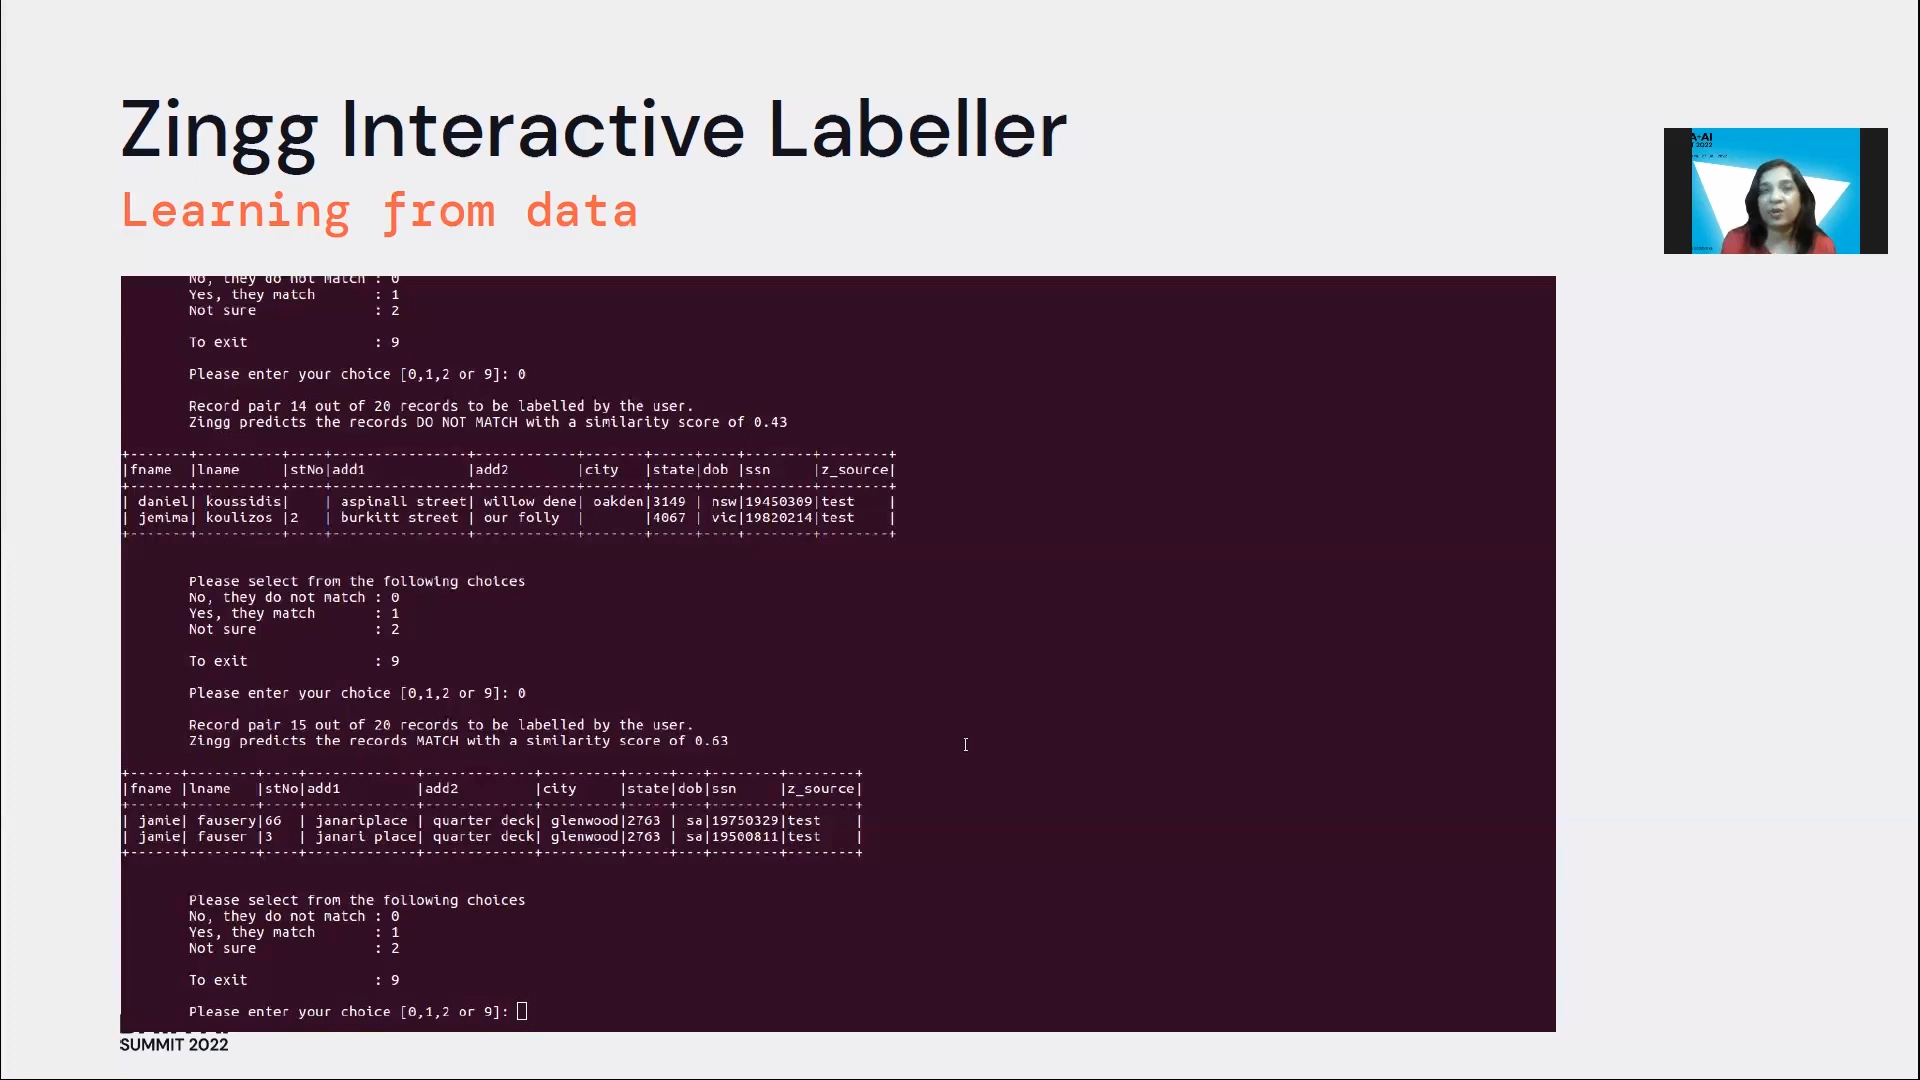 Zingg Interactive Labeller
Learning from data
A+AI
T 2022
No, they do not match : 0
Yes, they match       : 1
Not sure              : 2
To exit               : 9
Please enter your choice [0,1,2 or 9]: 0
Record pair 14 out of 20 records to be labelled by the user.
Zingg predicts the records DO NOT MATCH with a similarity score of 0.43
+-------+----------+----+----------------+------------+-------+-----+----+--------+--------+
|fname  |lname     |stNo|add1            |add2        |city   |state|dob |ssn     |z_source|
+-------+----------+----+----------------+------------+-------+-----+----+--------+--------+
| daniel| koussidis|    | aspinall street| willow dene| oakden|3149 | nsw|19450309|test    |
| jemima| koulizos |2   | burkitt street | our folly  |       |4067 | vic|19820214|test    |
+-------+----------+----+----------------+------------+-------+-----+----+--------+--------+
Please select from the following choices
No, they do not match : 0
Yes, they match       : 1
Not sure              : 2
To exit               : 9
Please enter your choice [0,1,2 or 9]: 0
Record pair 15 out of 20 records to be labelled by the user.
Zingg predicts the records MATCH with a similarity score of 0.63
+------+--------+----+-------------+-------------+---------+-----+---+--------+--------+
|fname |lname   |stNo|add1         |add2         |city     |state|dob|ssn     |z_source|
+------+--------+----+-------------+-------------+---------+-----+---+--------+--------+
| jamie| fausery|66  | janariplace | quarter deck| glenwood|2763 | sa|19750329|test    |
| jamie| fauser |3   | janari place| quarter deck| glenwood|2763 | sa|19500811|test    |
+------+--------+----+-------------+-------------+---------+-----+---+--------+--------+
Please select from the following choices
No, they do not match : 0
Yes, they match       : 1
Not sure              : 2
To exit               : 9
Please enter your choice [0,1,2 or 9]:
SUMMIT 2022